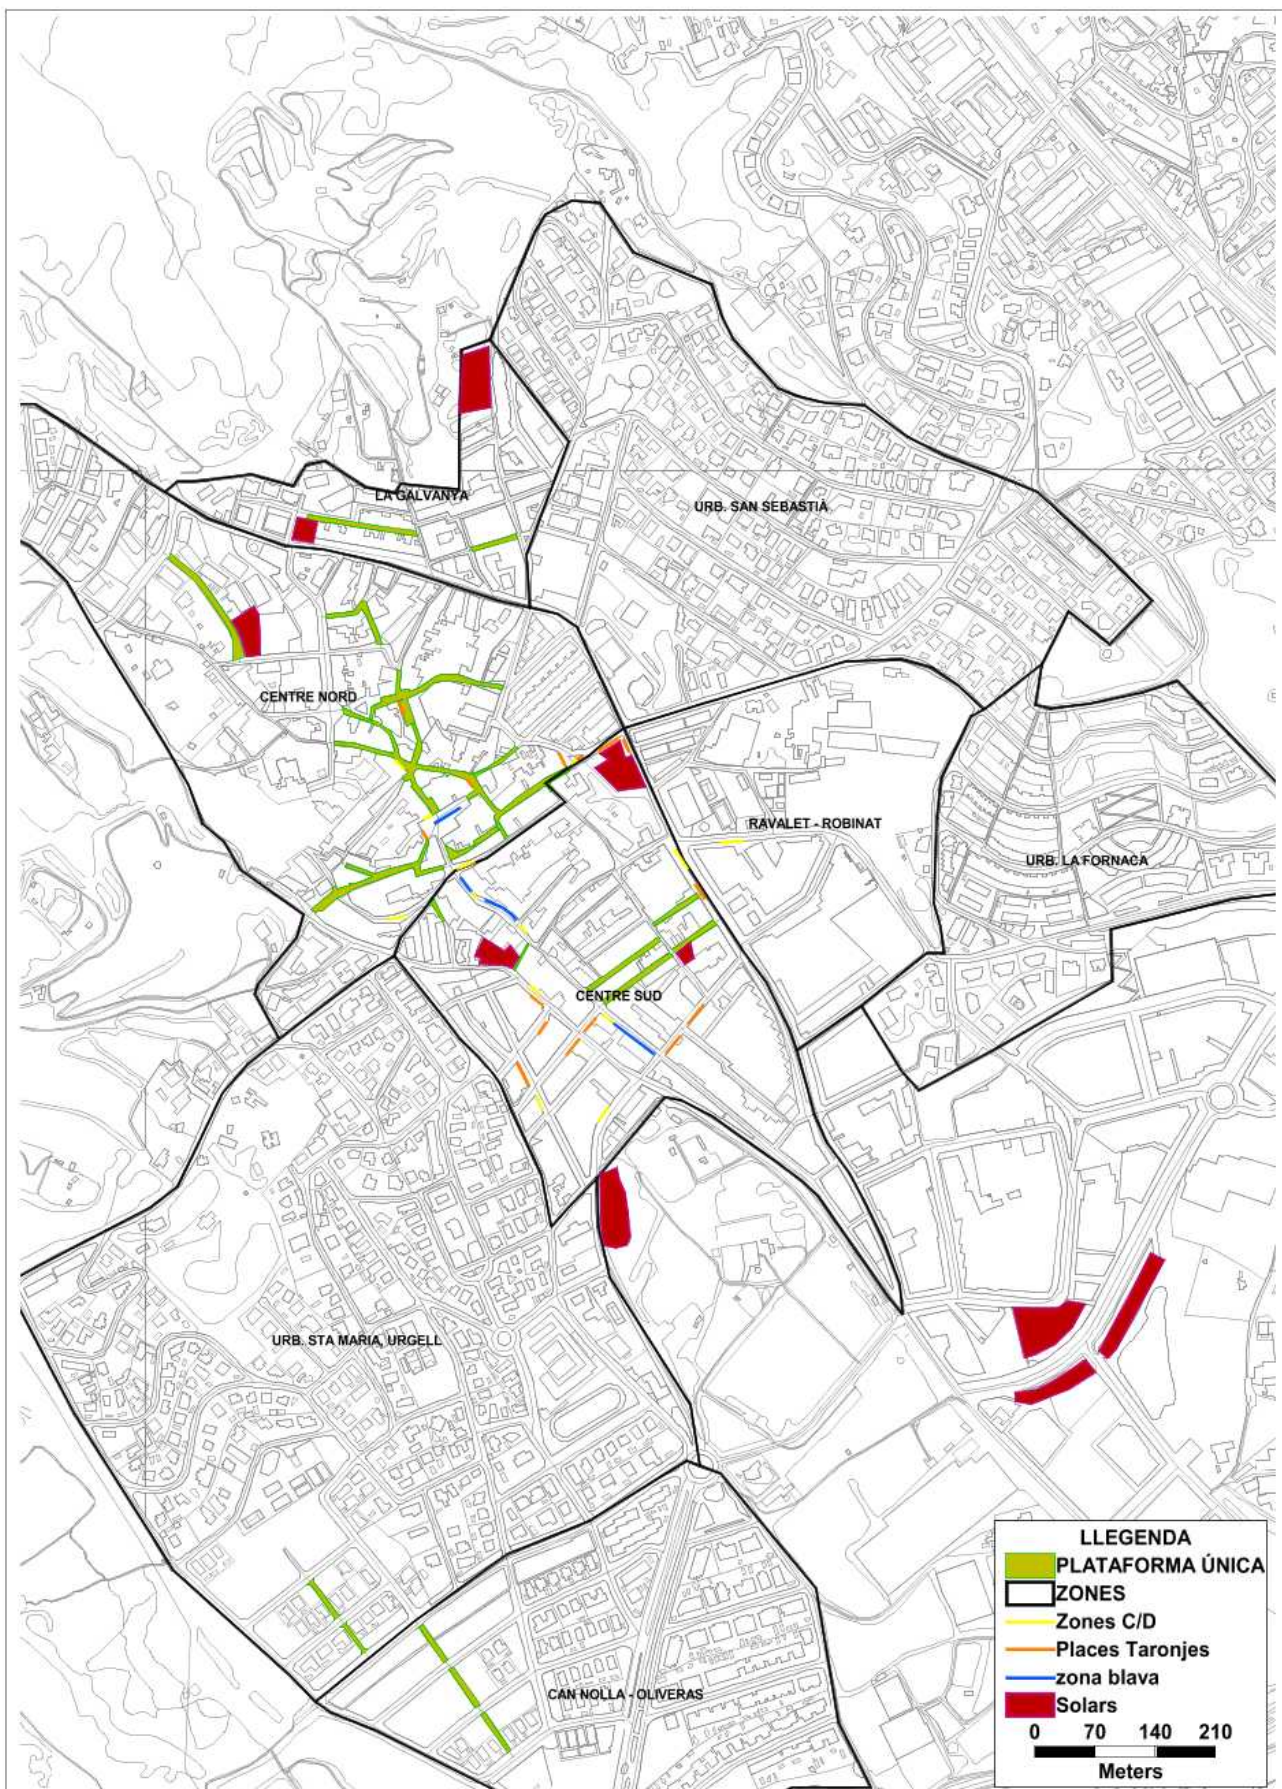 LA GALVANYA
URB. SAN SEBASTIÀ
CENTRE NORD
RAVALET - ROBINAT
URB. LA FORNACA
CENTRE SUD
URB. STA MARIA, URGELL
CAN NOLLA - OLIVERAS
LLEGENDA
PLATAFORMA ÚNICA
ZONES
Zones C/D
Places Taronjes
zona blava
Solars
0 70 140 210
Meters